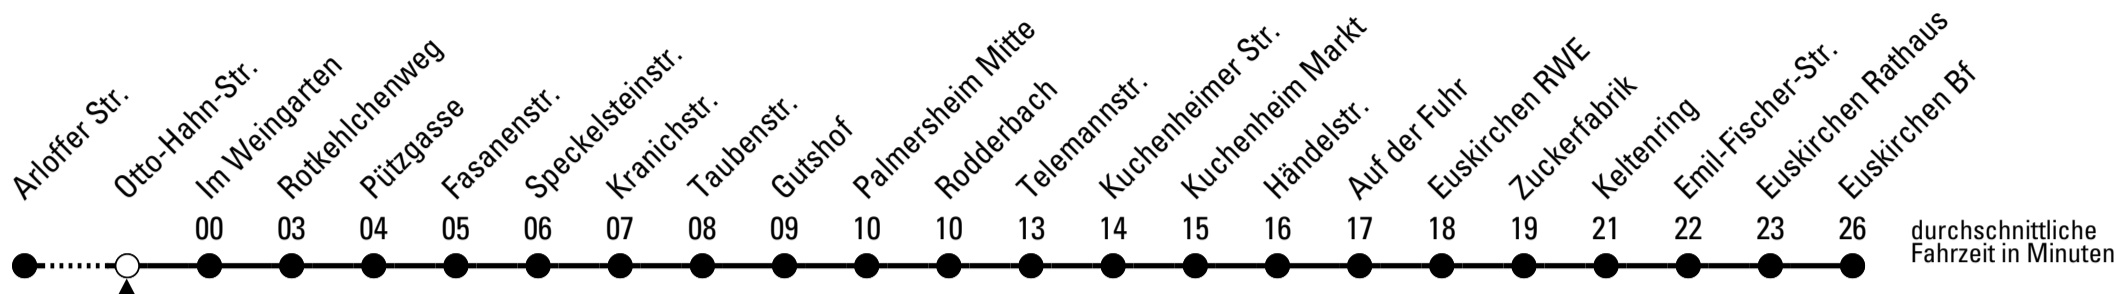 Arloffer Str.
Otto-Hahn-Str.
Im Weingarten
Rotkehlchenweg
Pützgasse
Fasanenstr.
Speckelsteinstr.
Kranichstr.
Taubenstr.
Gutshof
Palmersheim Mitte
Rodderbach
Telemannstr.
Kuchenheimer Str.
Kuchenheim Markt
Händelstr.
Auf der Fuhr
Euskirchen RWE
Zuckerfabrik
Keltenring
Emil-Fischer-Str.
Euskirchen Rathaus
Euskirchen Bf
00 03 04 05 06 07 08 09 10 10 13 14 15 16 17 18 19 21 22 23 26
durchschnittliche
Fahrzeit in Minuten